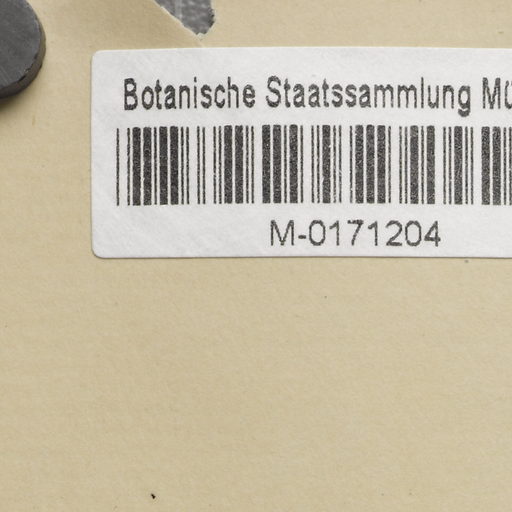 Botanische Staatssammlung Mü
M-0171204